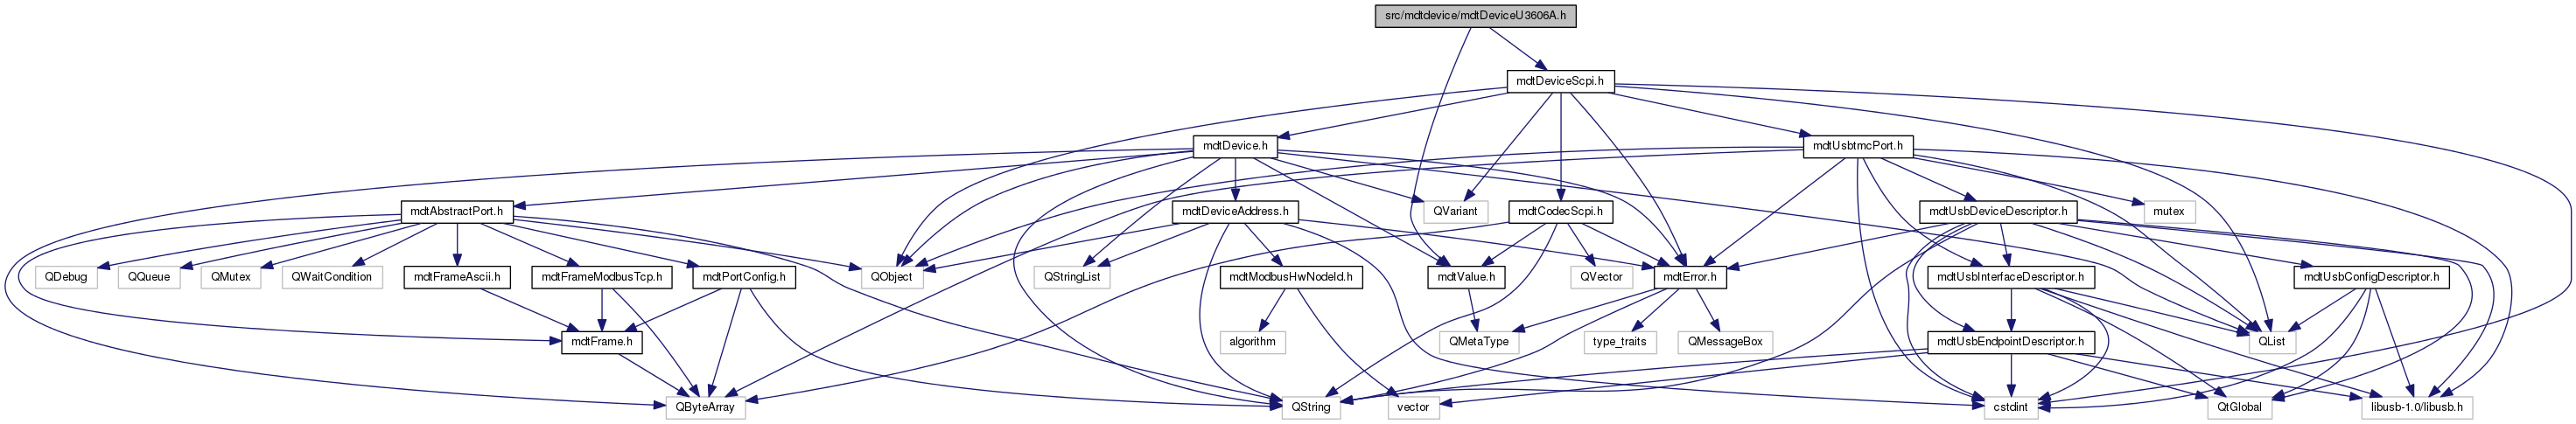 src/mdtdevice/mdtDeviceU3606A.h
mdtDeviceScpi.h
mdtDevice.h
mdtUsbtmcPort.h
mdtAbstractPort.h
mdtDeviceAddress.h
QVariant
mdtCodecScpi.h
mdtUsbDeviceDescriptor.h
mutex
QDebug
QQueue
QMutex
QWaitCondition
mdtFrameAscii.h
mdtFrameModbusTcp.h
mdtPortConfig.h
QObject
QStringList
mdtModbusHwNodeId.h
mdtValue.h
QVector
mdtError.h
mdtUsbInterfaceDescriptor.h
mdtUsbConfigDescriptor.h
mdtFrame.h
algorithm
QMetaType
type_traits
QMessageBox
mdtUsbEndpointDescriptor.h
QList
QByteArray
QString
vector
cstdint
QtGlobal
libusb-1.0/libusb.h